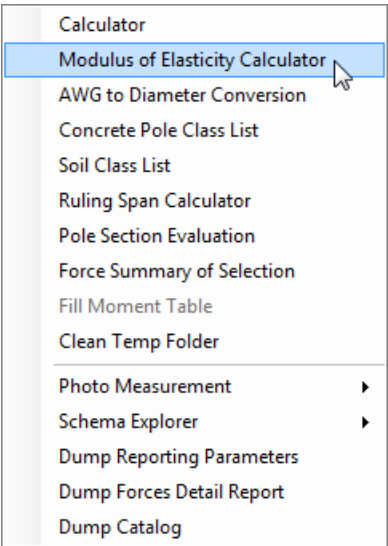 Calculator
Modulus of Elasticity Calculator
AWG to Diameter Conversion
Concrete Pole Class List
Soil Class List
Ruling Span Calculator
Pole Section Evaluation
Force Summary of Selection
Fill Moment Table
Clean Temp Folder
Photo Measurement
Schema Explorer
Dump Reporting Parameters
Dump Forces Detail Report
Dump Catalog